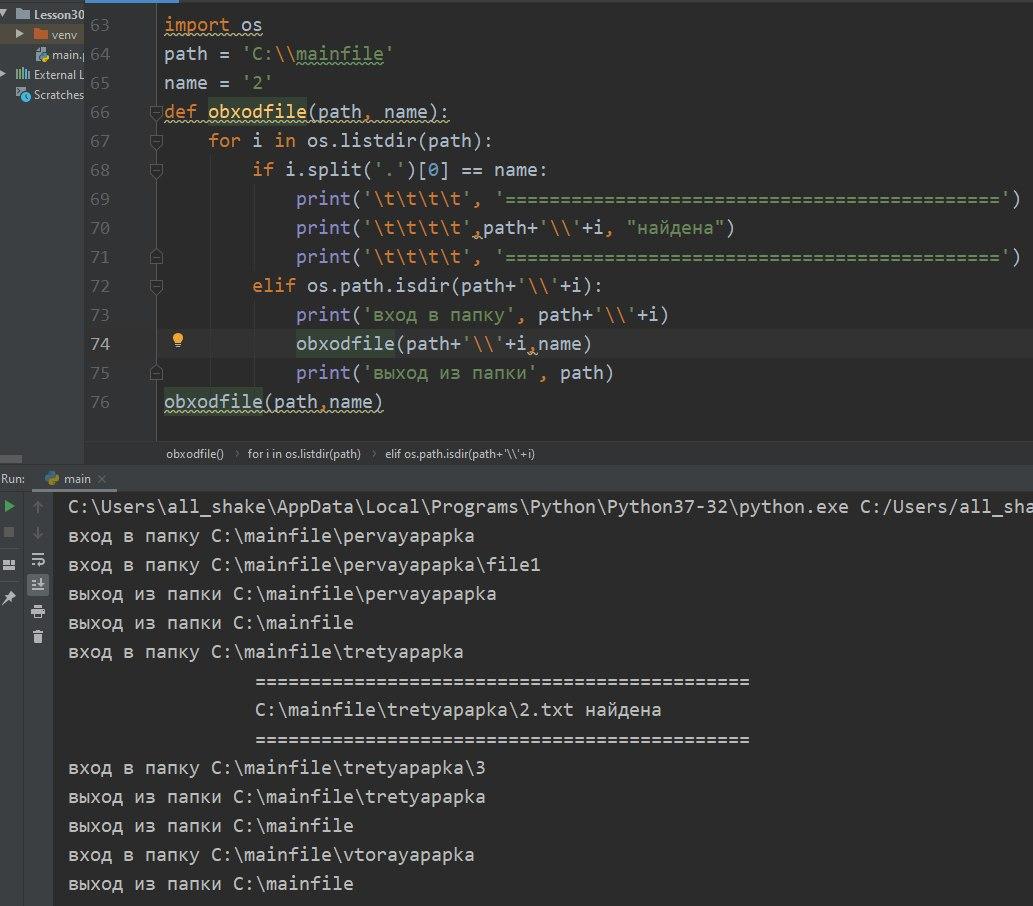 Lesson30
venv
main.
External L
Scratches
63 import os
64 path = 'C:\\mainfile'
65 name = '2'
66 def obxodfile(path, name):
67 for i in os.listdir(path):
68 if i.split('.')[0] == name:
69 print('\t\t\t\t', '=============================================')
70 print('\t\t\t\t',path+'\\'+i, "найдена")
71 print('\t\t\t\t', '=============================================')
72 elif os.path.isdir(path+'\\'+i):
73 print('вход в папку', path+'\\'+i)
74 obxodfile(path+'\\'+i,name)
75 print('выход из папки', path)
76 obxodfile(path,name)
obxodfile() › for i in os.listdir(path) › elif os.path.isdir(path+'\\'+i)
Run: main ×
C:\Users\all_shake\AppData\Local\Programs\Python\Python37-32\python.exe C:/Users/all_sha
вход в папку C:\mainfile\pervayapapka
вход в папку C:\mainfile\pervayapapka\file1
выход из папки C:\mainfile\pervayapapka
выход из папки C:\mainfile
вход в папку C:\mainfile\tretyapapka
=============================================
C:\mainfile\tretyapapka\2.txt найдена
=============================================
вход в папку C:\mainfile\tretyapapka\3
выход из папки C:\mainfile\tretyapapka
выход из папки C:\mainfile
вход в папку C:\mainfile\vtorayapapka
выход из папки C:\mainfile